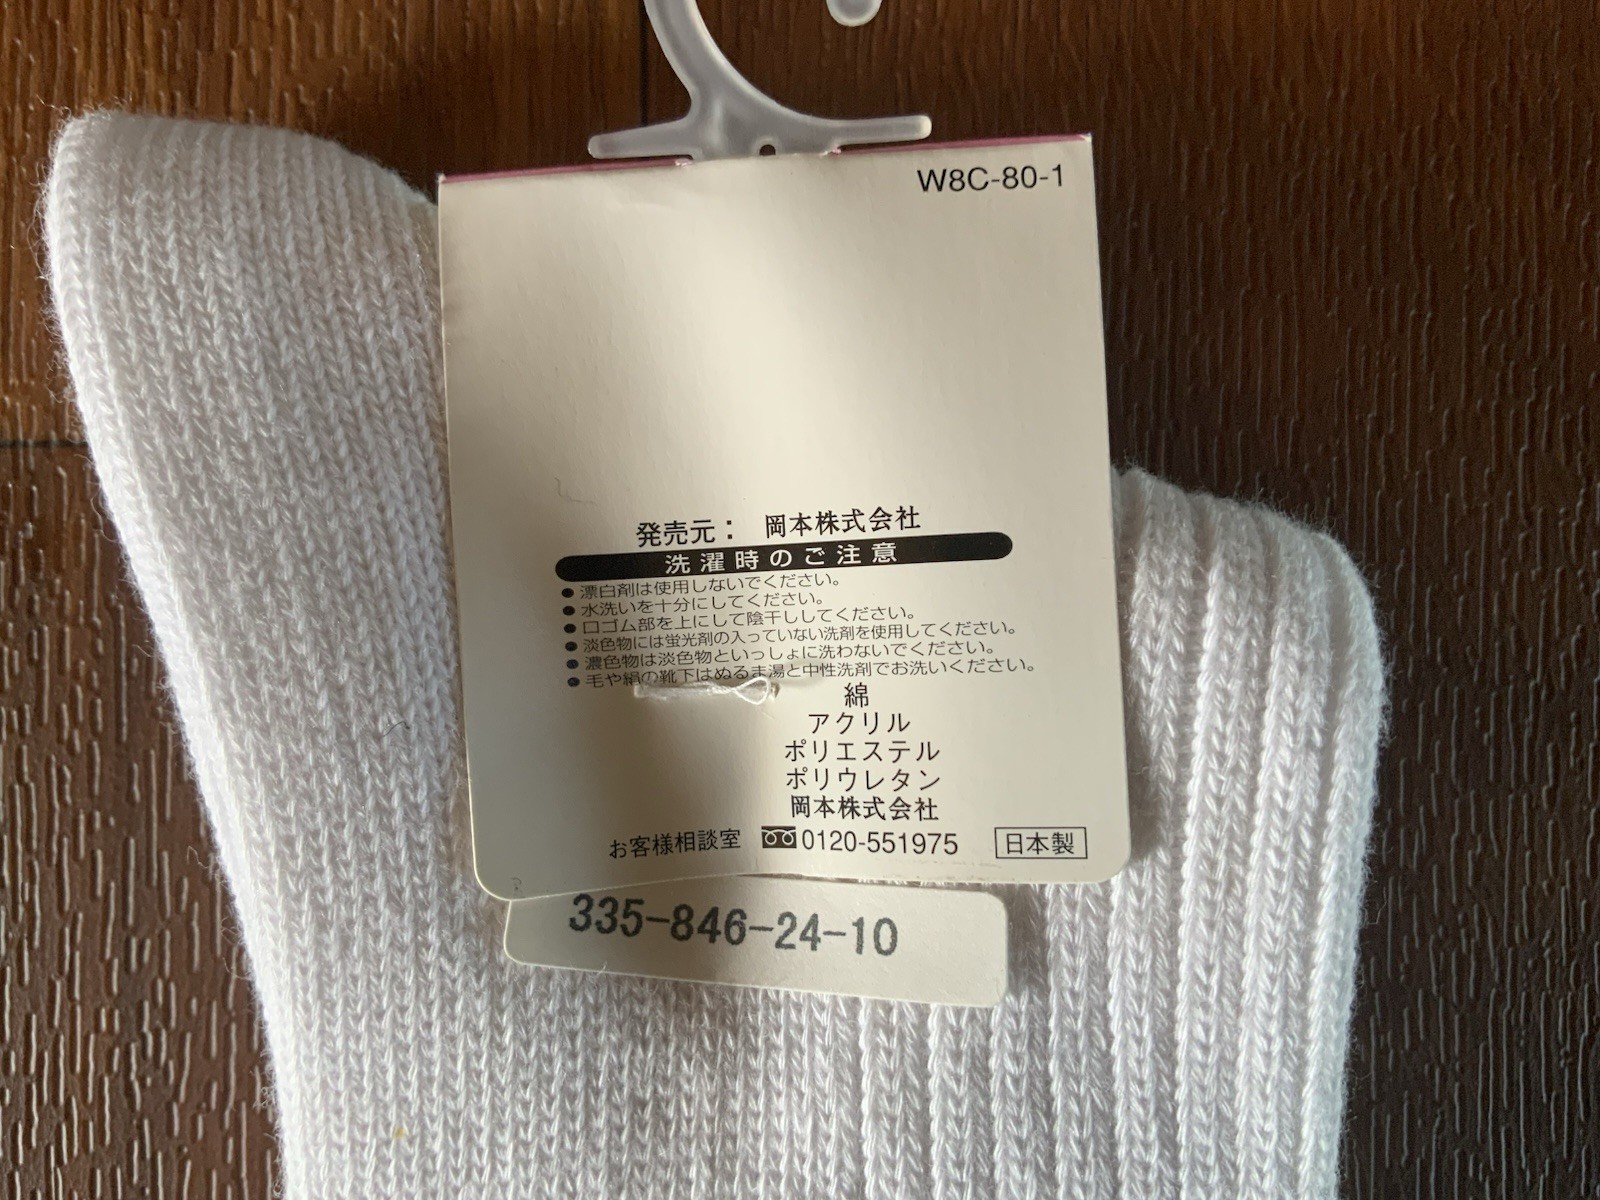 W8C-80-1
発売元： 岡本株式会社
洗濯時のご注意
●漂白剤は使用しないでください。
●水洗いを十分にしてください。
●口ゴム部を上にして陰干ししてください。
●淡色物には蛍光剤の入っていない洗剤を使用してください。
●濃色物は淡色物といっしょに洗わないでください。
●毛や絹の靴下はぬるま湯と中性洗剤でお洗いください。
綿
アクリル
ポリエステル
ポリウレタン
岡本株式会社
お客様相談室 0120-551975 日本製
335-846-24-10